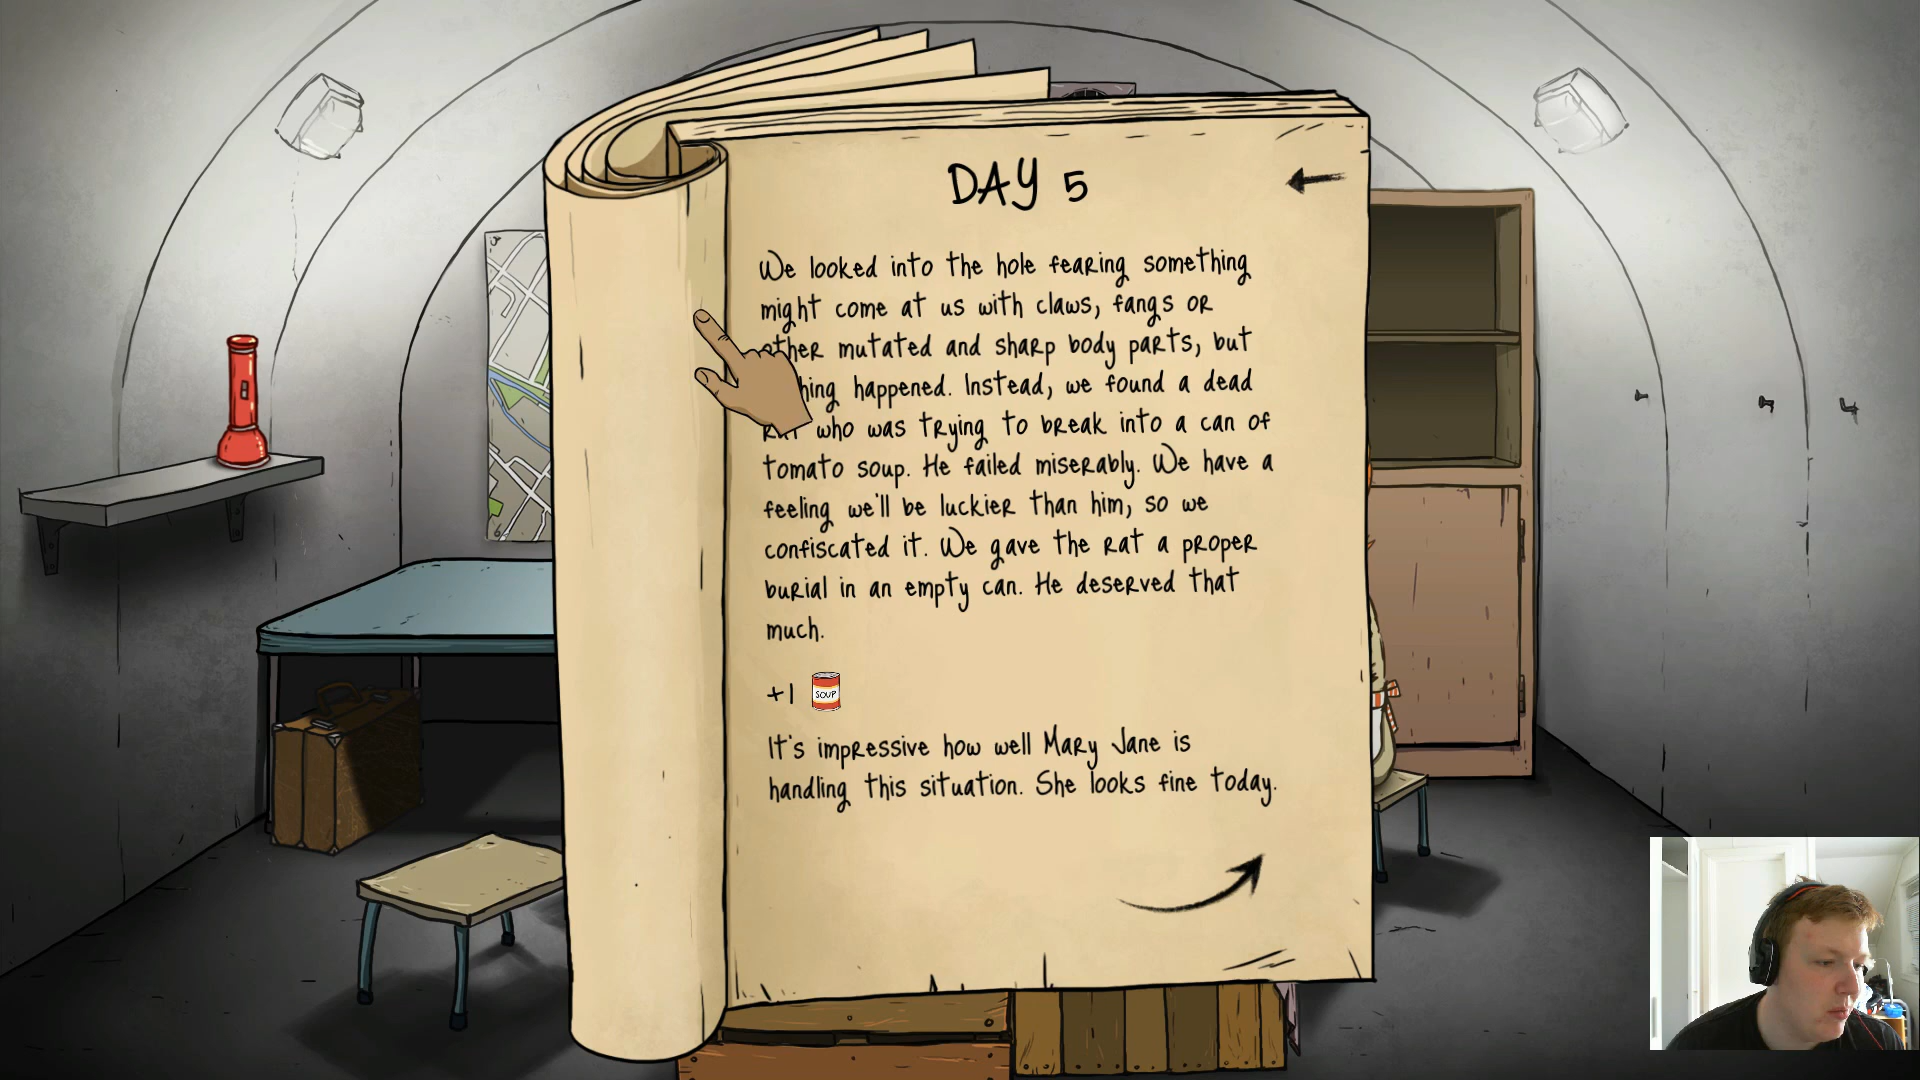 DAY 5
We looked into the hole fearing something
might come at us with claws, fangs or
mutated and sharp body parts, but
happened. Instead, we found a dead
who was trying to break into a can of
tomato soup. He failed miserably. We have a
feeling we'll be luckier than him, so we
confiscated it. We gave the rat a proper
burial in an empty can. He deserved that
much.
+1 SOUP
It's impressive how well Mary Jane is
handling this situation. She looks fine today.